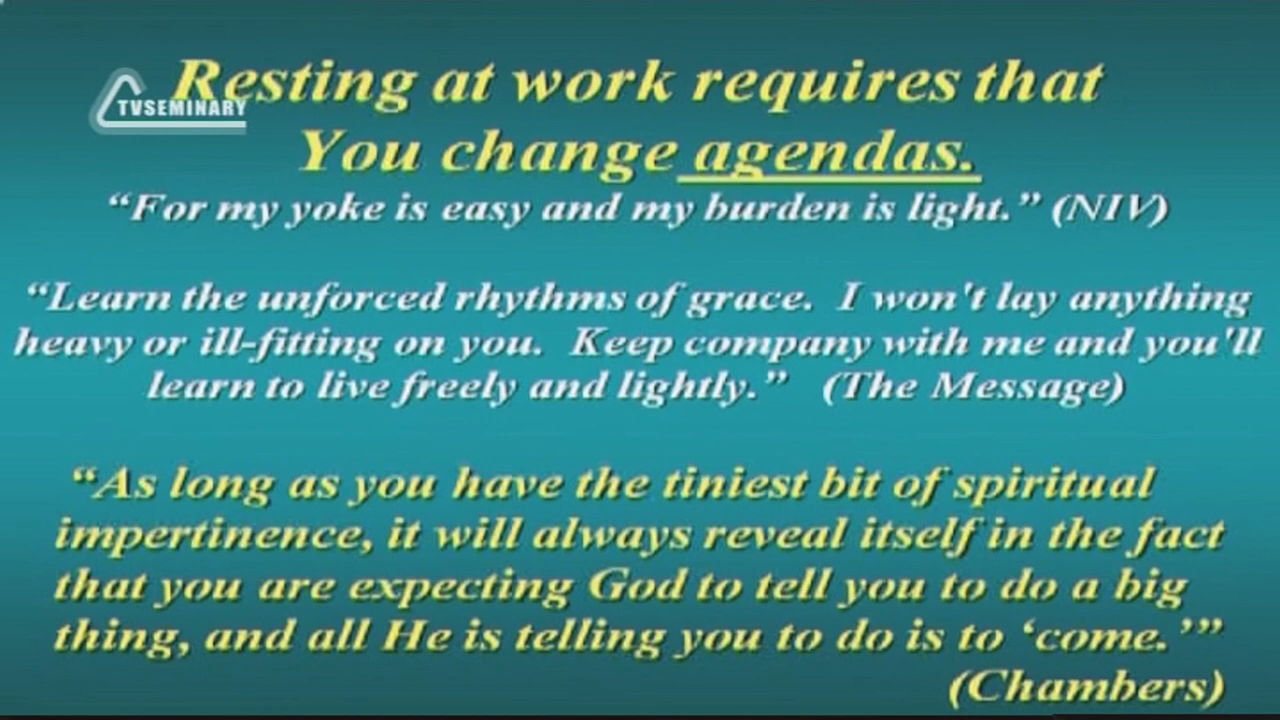 Resting at work requires that
TVSEMINARY
You change agendas.
“For my yoke is easy and my burden is light.” (NIV)
“Learn the unforced rhythms of grace. I won't lay anything
heavy or ill-fitting on you. Keep company with me and you'll
learn to live freely and lightly.” (The Message)
“As long as you have the tiniest bit of spiritual
impertinence, it will always reveal itself in the fact
that you are expecting God to tell you to do a big
thing, and all He is telling you to do is to ‘come.’”
(Chambers)